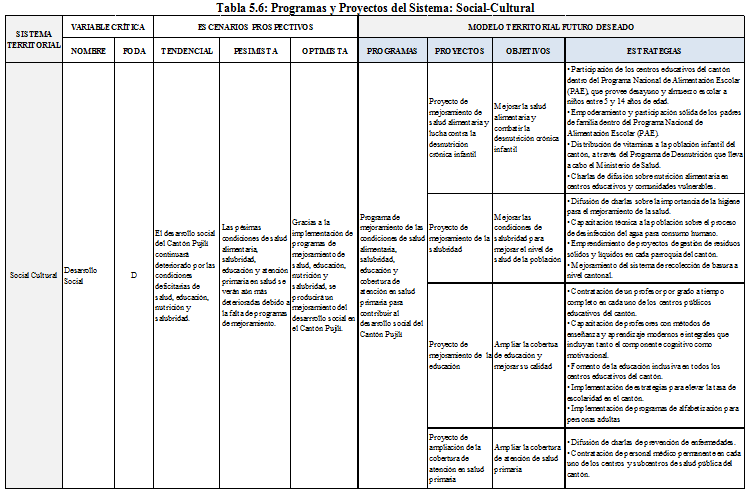 Tabla 5.6: Programas y Proyectos del Sistema: Social-Cultural
SISTEMA
TERRITORIAL
VARIABLE CRÍTICA
ESCENARIOS PROSPECTIVOS
MODELO TERRITORIAL FUTURO DESEADO
NOMBRE
FODA
TENDENCIAL
PESIMISTA
OPTIMISTA
PROGRAMAS
PROYECTOS
OBJETIVOS
ESTRATEGIAS
Social Cultural
Desarrollo
Social
D
El desarrollo social
del Cantón Pujilí
continuará
deteriorado por las
condiciones
deficitarias de
salud, educación,
nutrición y
salubridad.
Las pésimas
condiciones de salud
alimentaria,
salubridad,
educación y atención
primaria en salud se
verán aún más
deterioradas debido a
la falta de programas
de mejoramiento.
Gracias a la
implementación de
programas de
mejoramiento de
salud, educación,
nutrición y
salubridad, se
producirá un
mejoramiento del
desarrollo social en
el Cantón Pujilí.
Programa de
mejoramiento de las
condiciones de salud
alimentaria,
salubridad,
educación y
cobertura de
atención en salud
primaria para
contribuir al
desarrollo social del
Cantón Pujilí
Proyecto de
mejoramiento de
salud alimentaria y
lucha contra la
desnutrición
crónica infantil
Mejorar la salud
alimentaria y
combatir la
desnutrición crónica
infantil
• Participación de los centros educativos del cantón
dentro del Programa Nacional de Alimentación Escolar
(PAE), que provee desayuno y almuerzo escolar a
niños entre 5 y 14 años de edad.
• Empoderamiento y participación sólida de los padres
de familia dentro del Programa Nacional de
Alimentación Escolar (PAE).
• Distribución de vitaminas a la población infantil del
cantón, a través del Programa de Desnutrición que lleva
a cabo el Ministerio de Salud.
• Charlas de difusión sobre nutrición alimentaria en
centros educativos y comunidades vulnerables.
Proyecto de
mejoramiento de la
salubridad
Mejorar las
condiciones de
salubridad para
mejorar el nivel de
salud de la población
• Difusión de charlas sobre la importancia de la higiene
para el mejoramiento de la salud.
• Capacitación técnica a la población sobre el proceso
de desinfección del agua para consumo humano.
• Emprendimiento de proyectos de gestión de residuos
sólidos y líquidos en cada parroquia del cantón.
• Mejoramiento del sistema de recolección de basura a
nivel cantonal.
Proyecto de
mejoramiento de la
educación
Ampliar la cobertura
de educación y
mejorar su calidad
• Contratación de un profesor por grado a tiempo
completo en cada uno de los centros públicos
educativos del cantón.
• Capacitación de profesores con métodos de
enseñanza y aprendizaje modernos e integrales que
incluyan tanto el componente cognitivo como
motivacional.
• Fomento de la educación inclusiva en todos los
centros educativos del cantón.
• Implementación de estrategias para elevar la tasa de
escolaridad en el cantón.
• Implementación de programas de alfabetización para
personas adultas
Proyecto de
ampliación de la
cobertura de
atención en salud
primaria
Ampliar la cobertura
de atención de salud
primaria
• Difusión de charlas de prevención de enfermedades.
• Contratación de personal médico permanente en cada
uno de los centros y subcentros de salud pública del
cantón.